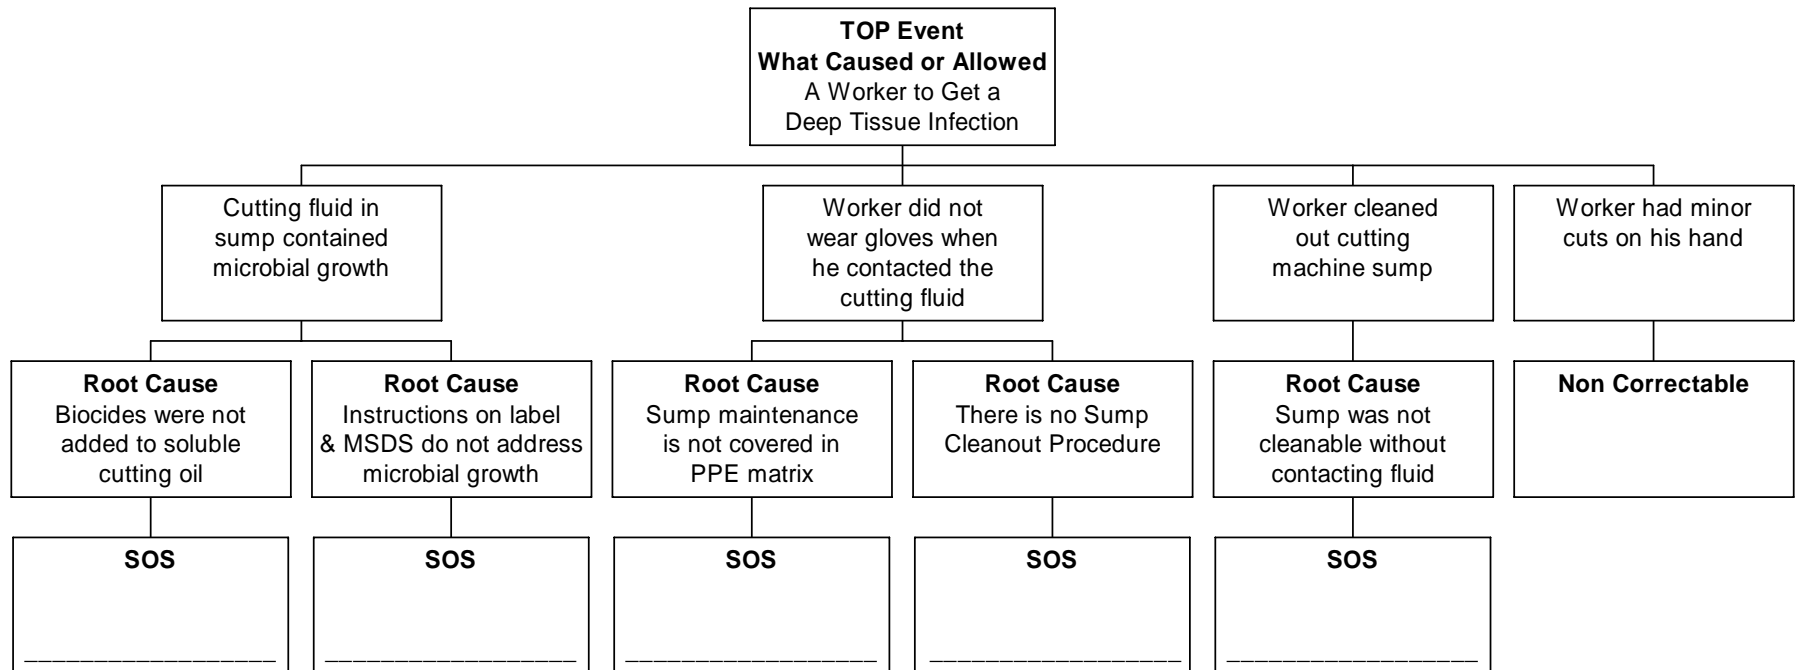 TOP Event
What Caused or Allowed
A Worker to Get a
Deep Tissue Infection
Cutting fluid in
sump contained
microbial growth
Worker did not
wear gloves when
he contacted the
cutting fluid
Worker cleaned
out cutting
machine sump
Worker had minor
cuts on his hand
Root Cause
Biocides were not
added to soluble
cutting oil
Root Cause
Instructions on label
& MSDS do not address
microbial growth
Root Cause
Sump maintenance
is not covered in
PPE matrix
Root Cause
There is no Sump
Cleanout Procedure
Root Cause
Sump was not
cleanable without
contacting fluid
Non Correctable
SOS
__________________
SOS
__________________
SOS
__________________
SOS
__________________
SOS
__________________